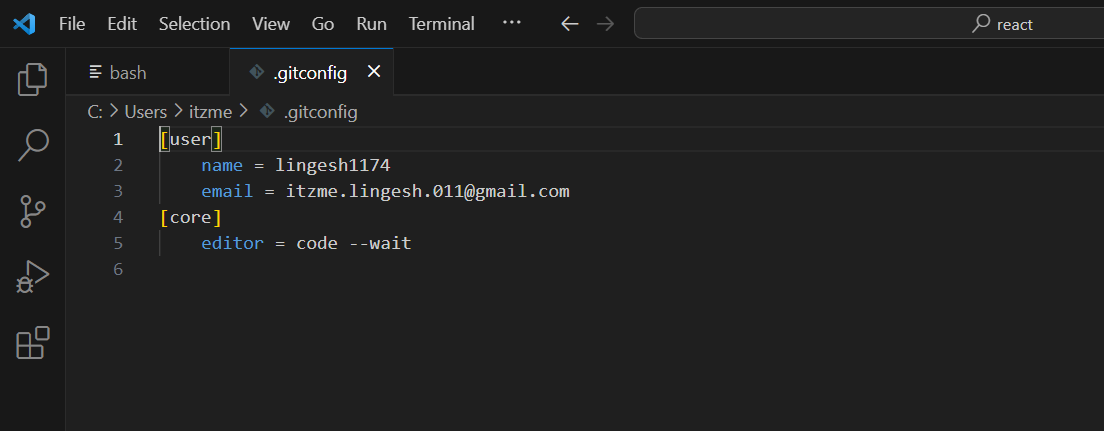 File Edit Selection View Go Run Terminal ··· react
bash .gitconfig
C: > Users > itzme > .gitconfig
1 [user]
2 name = lingesh1174
3 email = itzme.lingesh.011@gmail.com
4 [core]
5 editor = code --wait
6